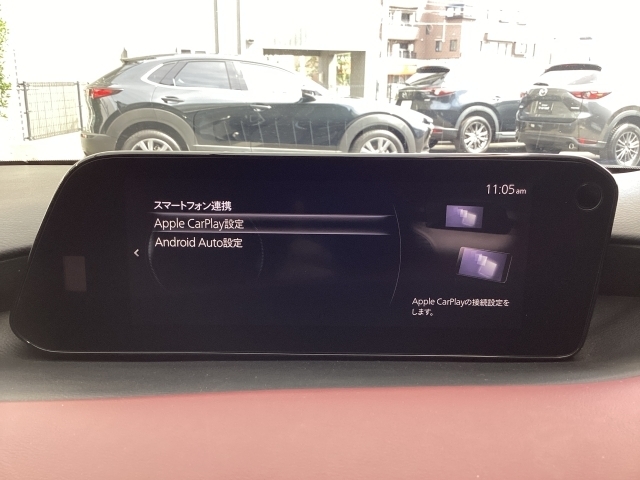 スマートフォン連携
11:05am
Apple CarPlay設定
Android Auto設定
Apple CarPlayの接続設定を
します。